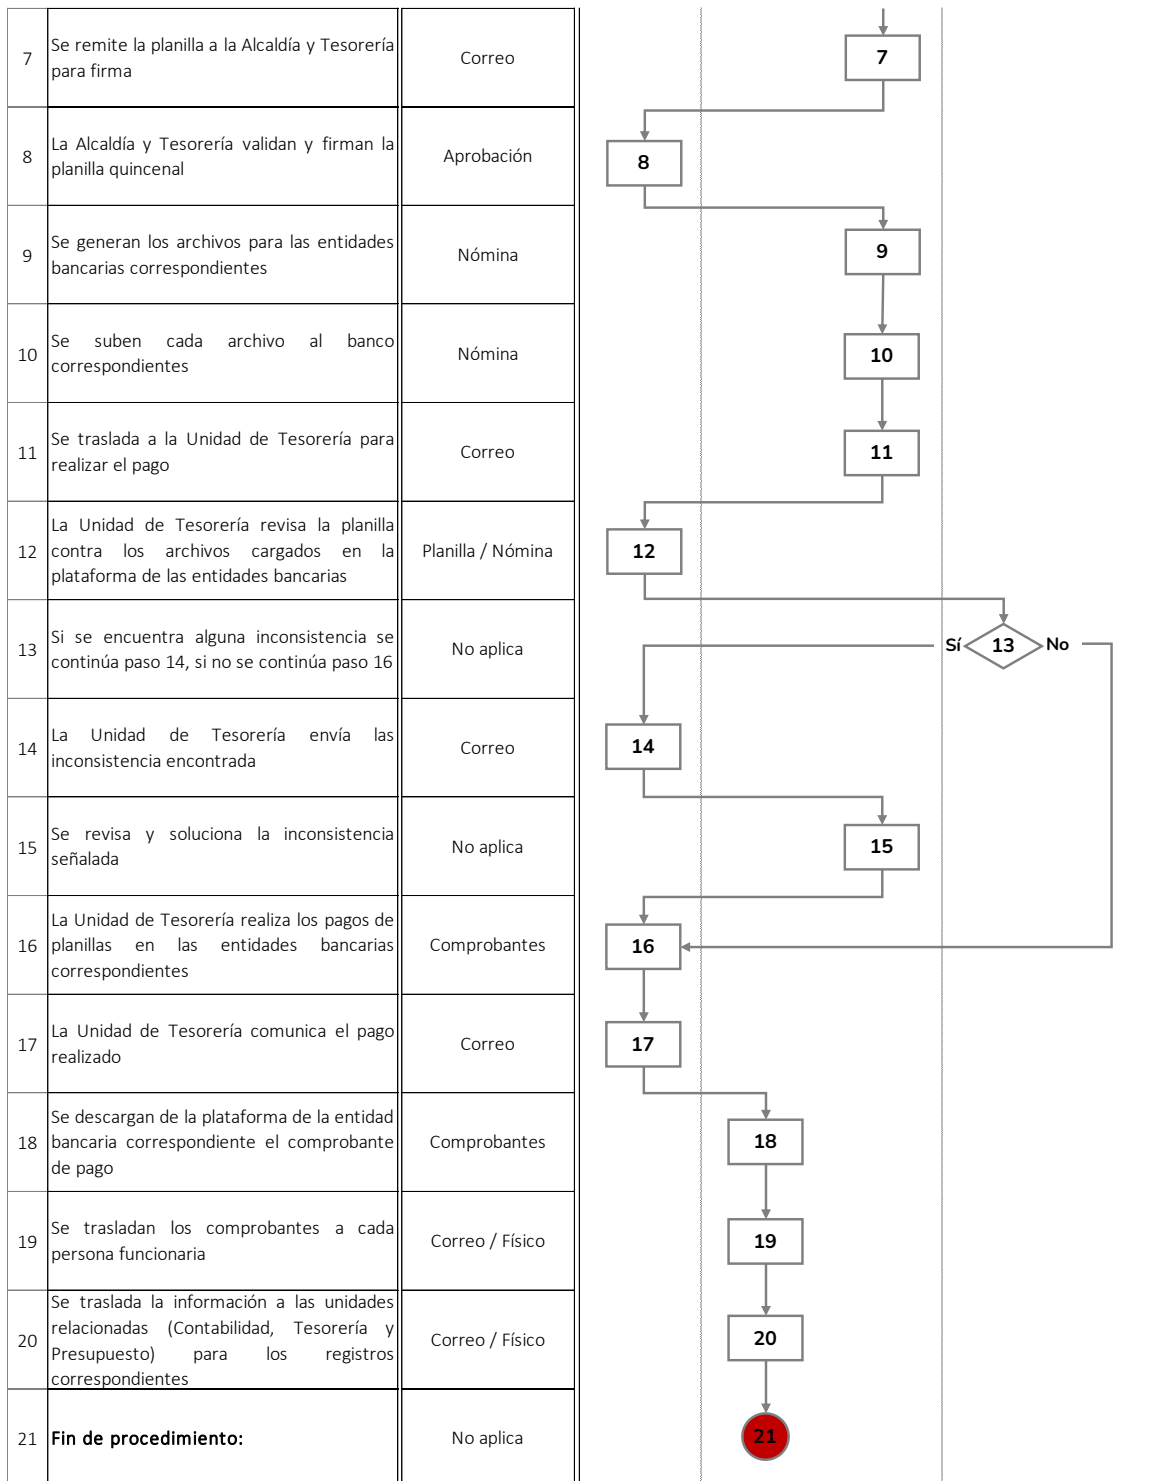 7
Se remite la planilla a la Alcaldía y Tesorería
para firma
Correo
7
8
La Alcaldía y Tesorería validan y firman la
planilla quincenal
Aprobación
8
9
Se generan los archivos para las entidades
bancarias correspondientes
Nómina
9
10
Se suben cada archivo al banco
correspondientes
Nómina
10
11
Se traslada a la Unidad de Tesorería para
realizar el pago
Correo
11
12
La Unidad de Tesorería revisa la planilla
contra los archivos cargados en la
plataforma de las entidades bancarias
Planilla / Nómina
12
13
Si se encuentra alguna inconsistencia se
continúa paso 14, si no se continúa paso 16
No aplica
Sí
13
No
14
La Unidad de Tesorería envía las
inconsistencia encontrada
Correo
14
15
Se revisa y soluciona la inconsistencia
señalada
No aplica
15
16
La Unidad de Tesorería realiza los pagos de
planillas en las entidades bancarias
correspondientes
Comprobantes
16
17
La Unidad de Tesorería comunica el pago
realizado
Correo
17
18
Se descargan de la plataforma de la entidad
bancaria correspondiente el comprobante
de pago
Comprobantes
18
19
Se trasladan los comprobantes a cada
persona funcionaria
Correo / Físico
19
20
Se traslada la información a las unidades
relacionadas (Contabilidad, Tesorería y
Presupuesto) para los registros
correspondientes
Correo / Físico
20
21
Fin de procedimiento:
No aplica
21